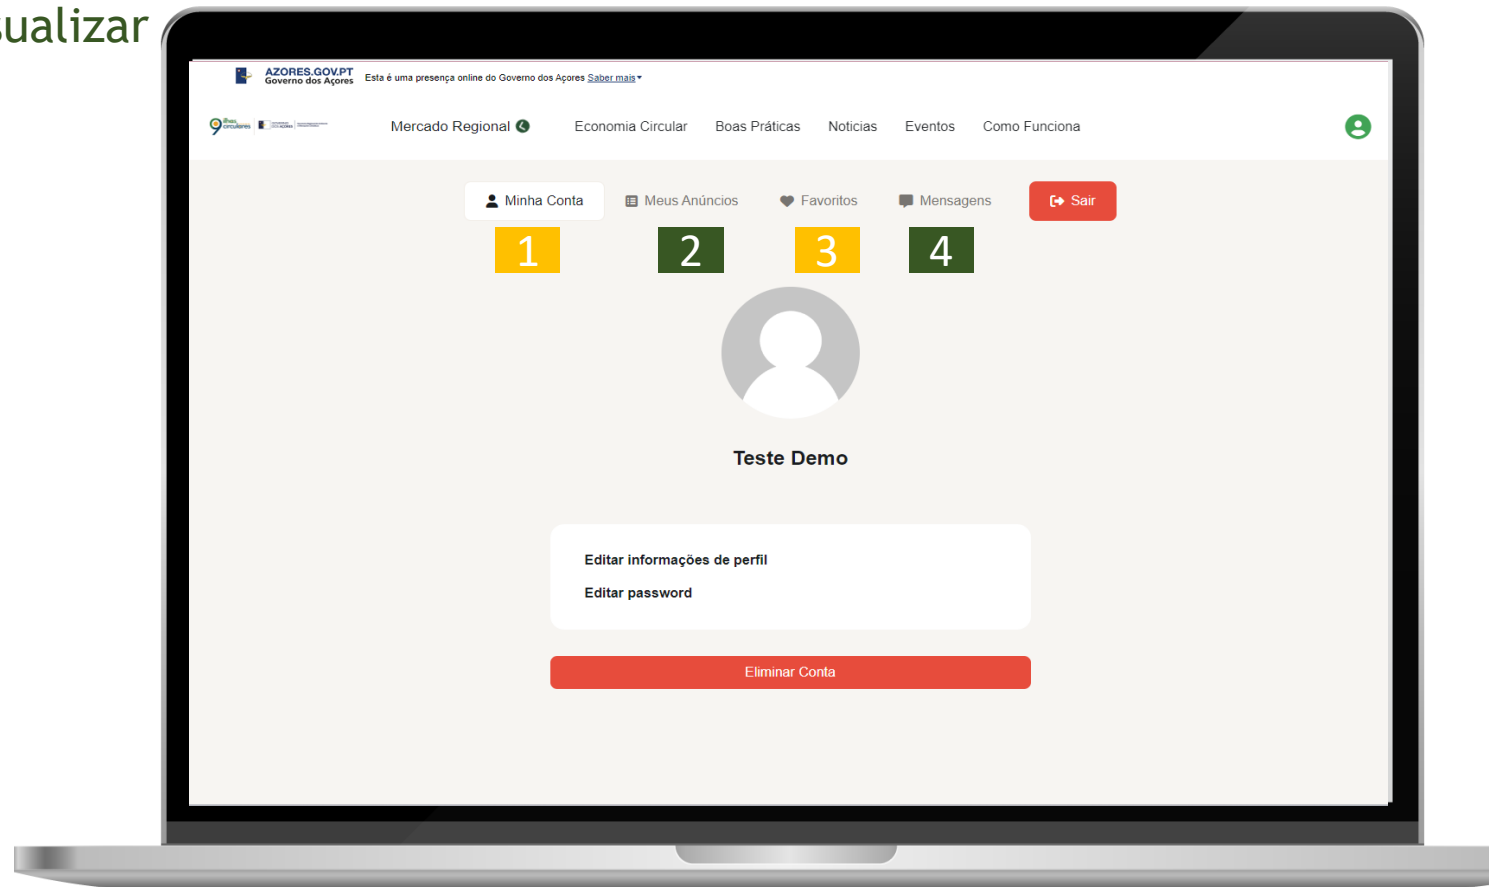 sualizar
AZORES.GOV.PT
Governo dos Açores
Esta é uma presença online do Governo dos Açores Saber mais
circulares
Mercado Regional
Economia Circular
Boas Práticas
Noticias
Eventos
Como Funciona
Minha Conta
Meus Anúncios
Favoritos
Mensagens
Sair
1
2
3
4
Teste Demo
Editar informações de perfil
Editar password
Eliminar Conta